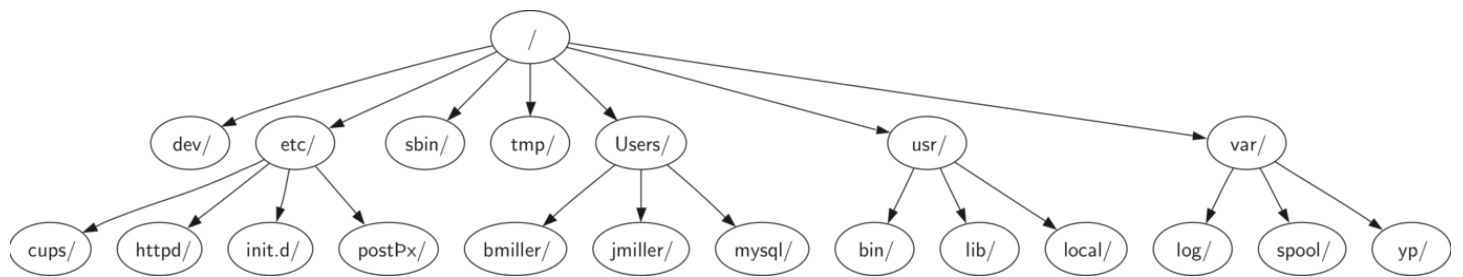 /
dev/ etc/ sbin/ tmp/ Users/ usr/ var/
cups/ httpd/ init.d/ postÞx/ bmiller/ jmiller/ mysql/ bin/ lib/ local/ log/ spool/ yp/